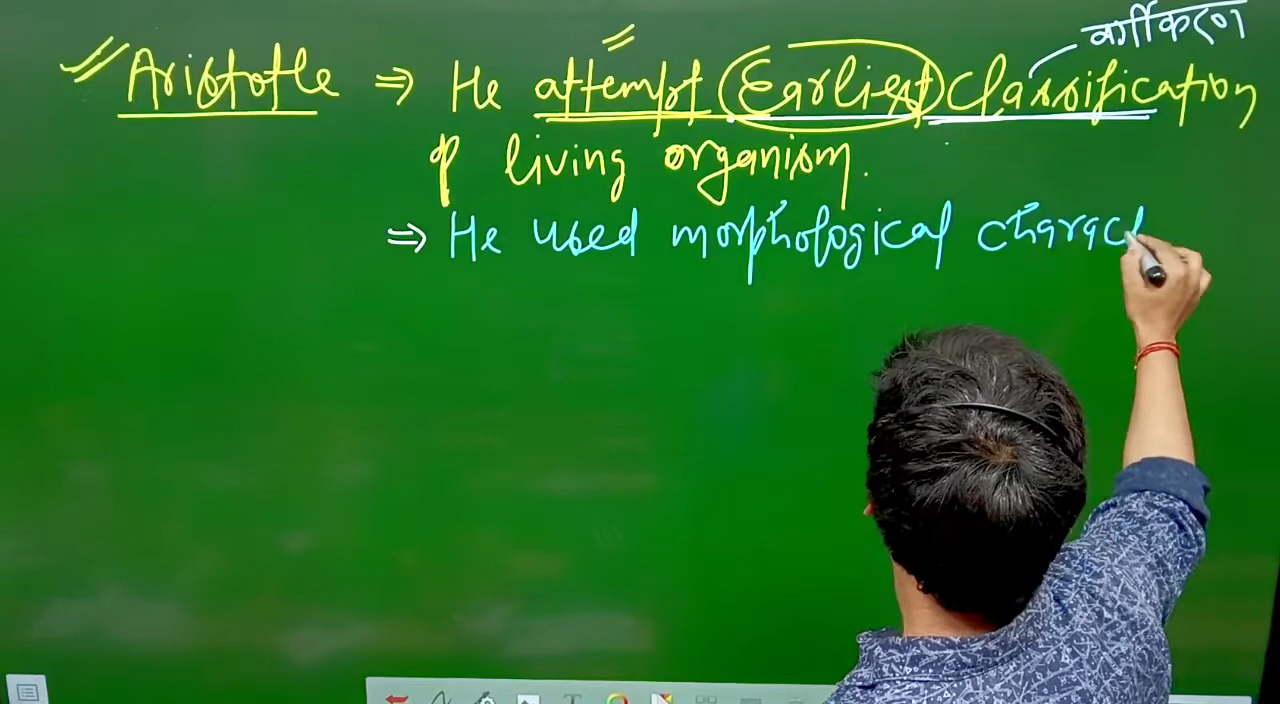 वर्गीकरण
Aristotle ⇒ He attempt Earliest Classification
of living organism.
⇒ He used morphological charact